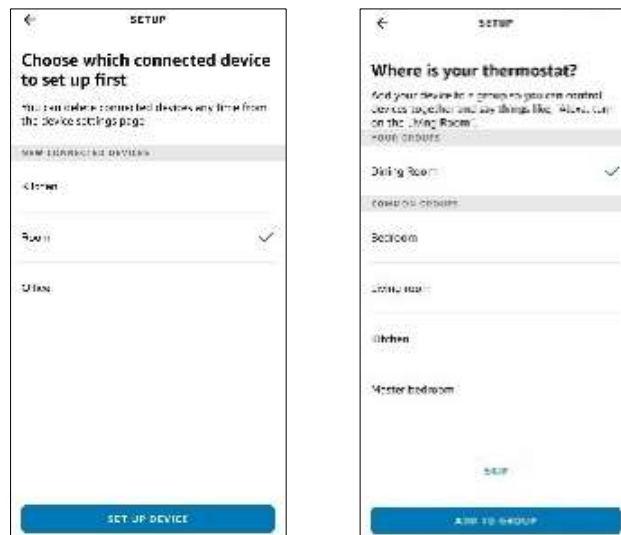 SETUP
Choose which connected device
to set up first
You can delete connected devices any time from
the device settings page
NEW CONNECTED DEVICES
Kitchen
Room
Office
SET UP DEVICE
SETUP
Where is your thermostat?
Add your device to a group so you can control
devices together and say things like, "Alexa, turn
on the Living Room".
YOUR GROUPS
Dining Room
COMMON GROUPS
Bedroom
Living room
Kitchen
Master bedroom
SKIP
ADD TO GROUP